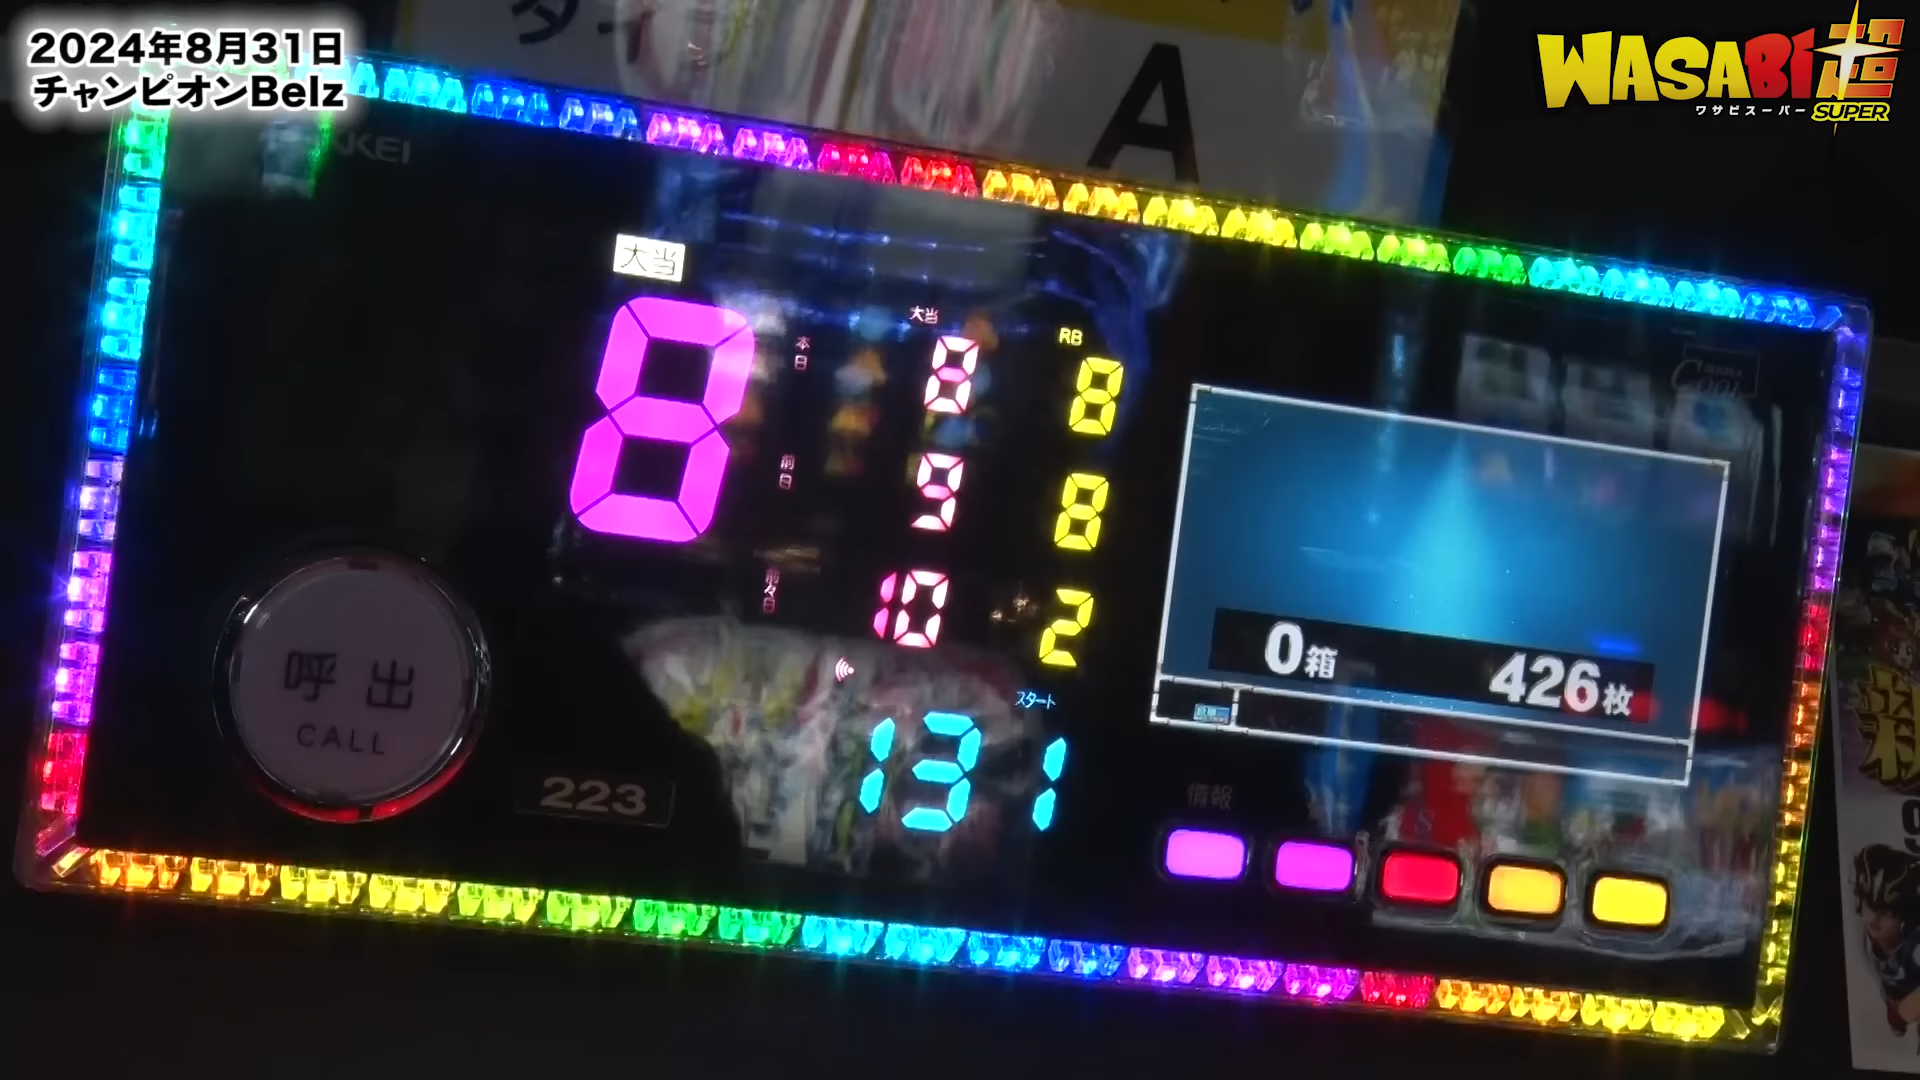 2024年8月31日
チャンピオンBelz
WASABI超
ワサビスーパー SUPER
A
大当
8
大当
RB
本日
8
8
前日
9
8
前々日
10
2
スタート
131
1
0箱
426枚
呼出
CALL
223
情報